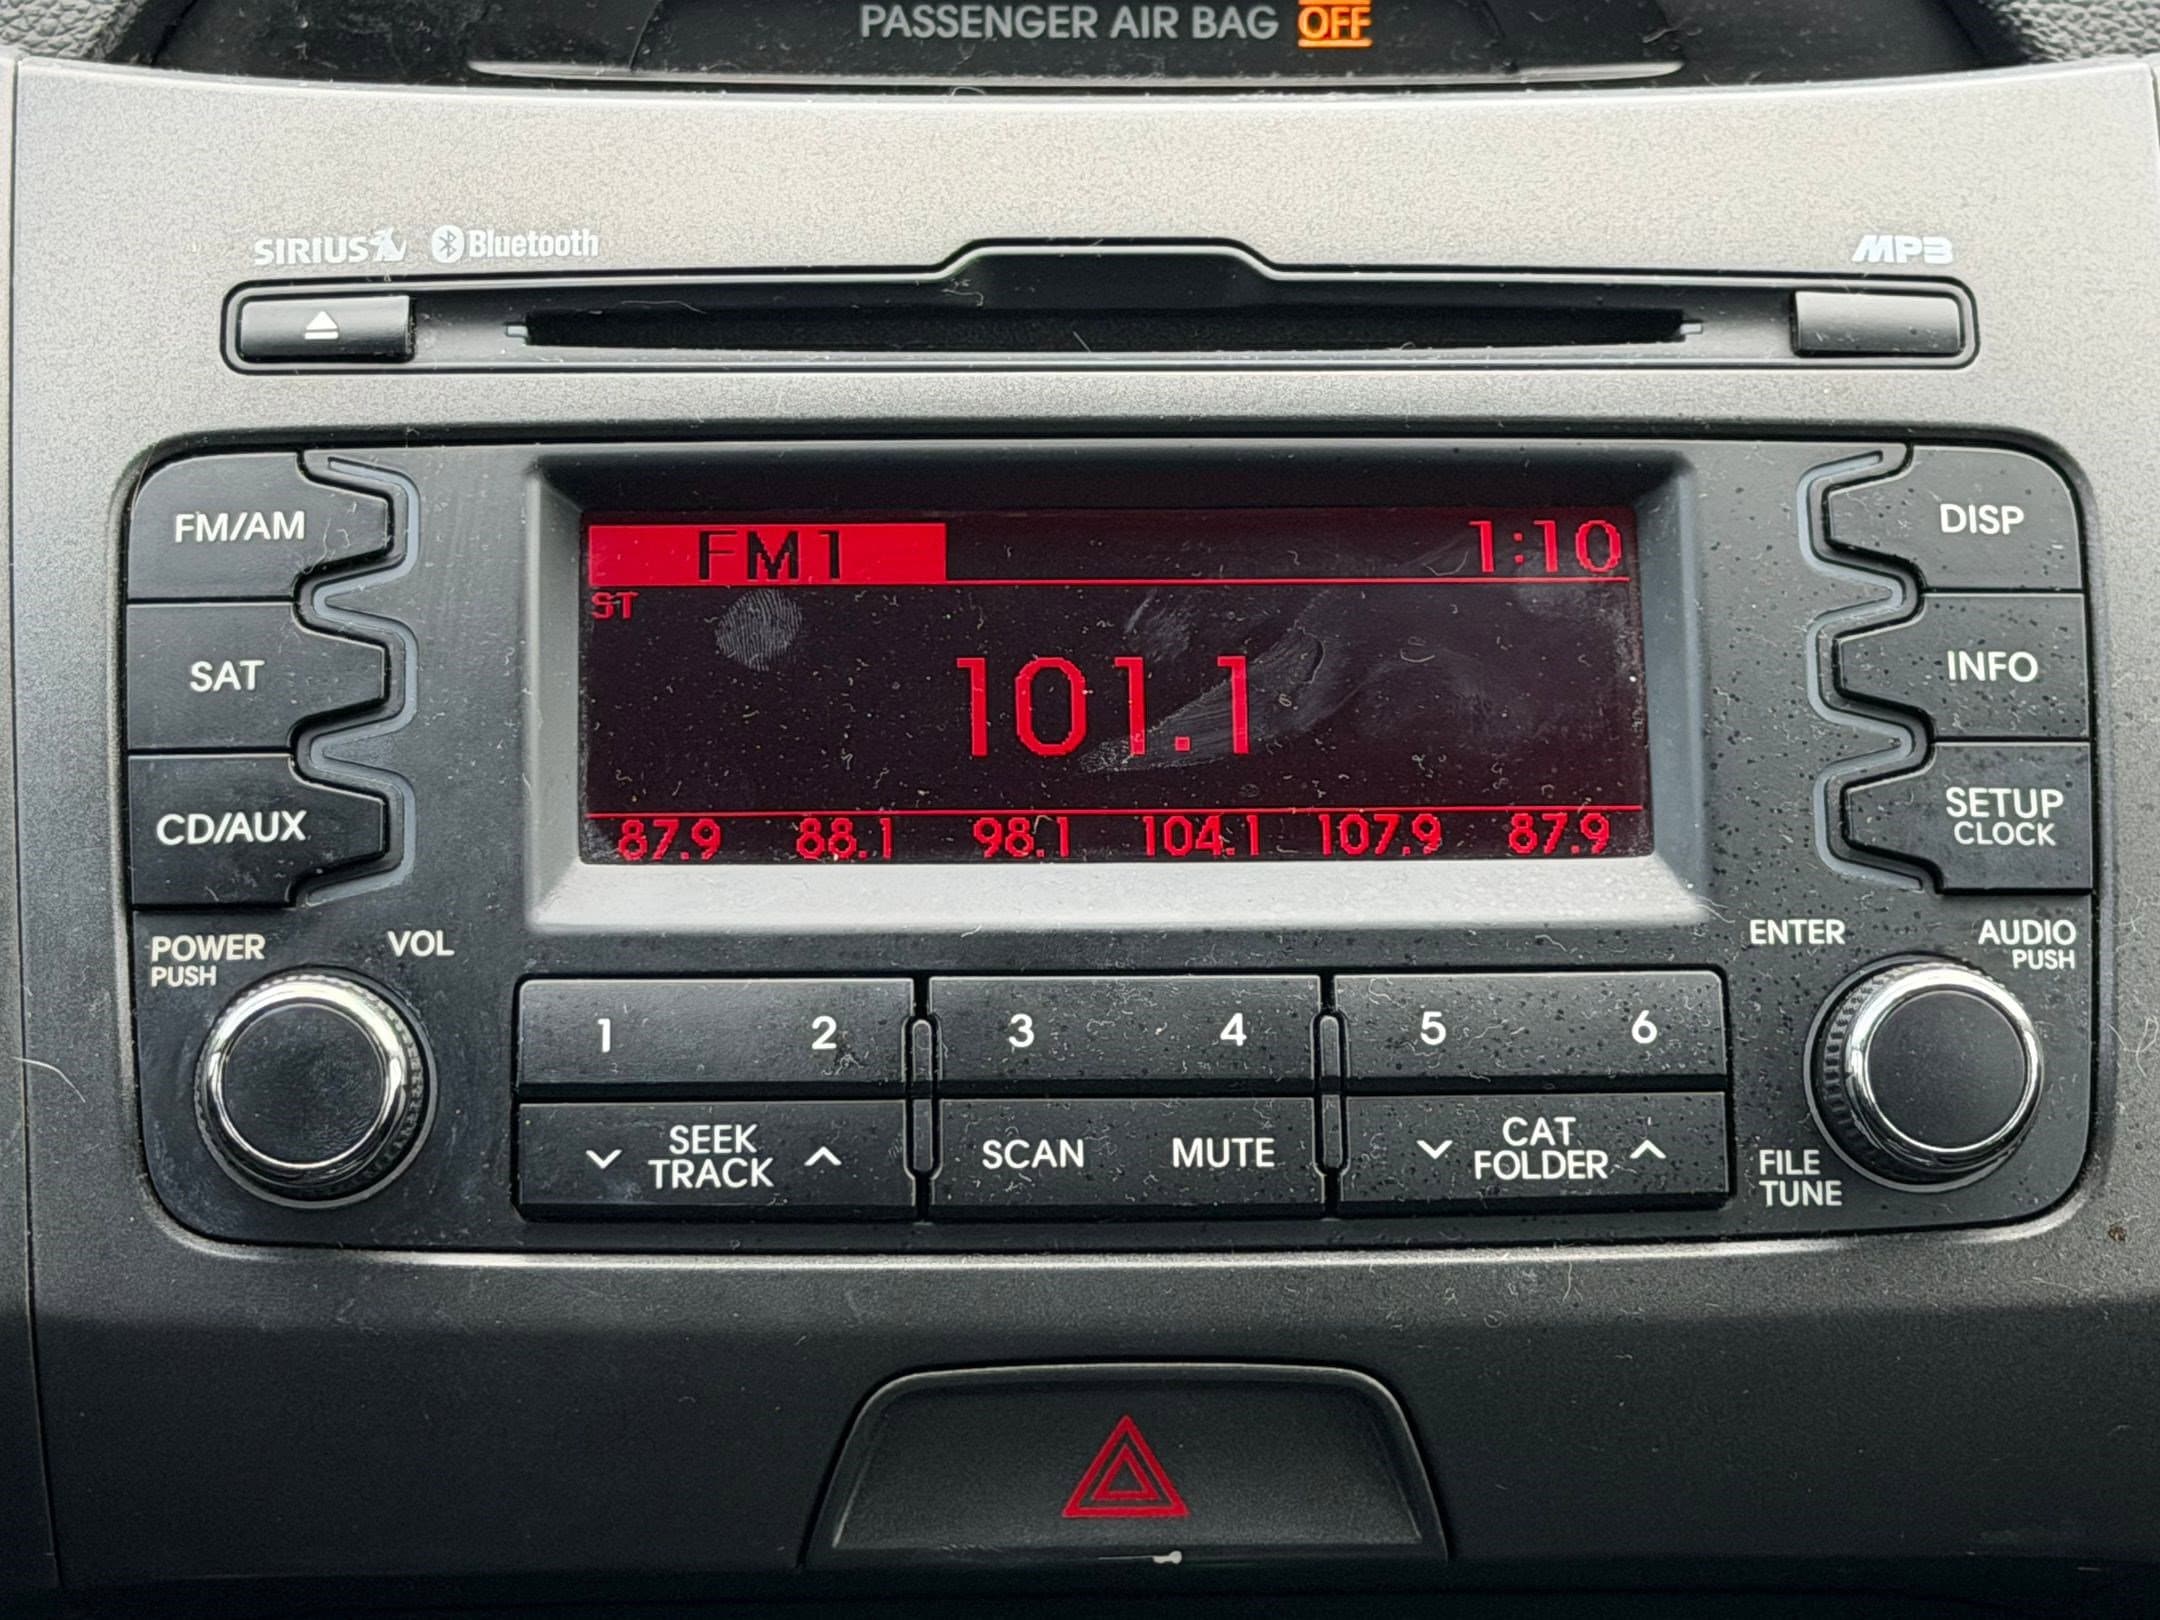 PASSENGER AIR BAG OFF
SIRIUS Bluetooth
MP3
FM/AM
SAT
CD/AUX
FM1 1:10
ST
101.1
87.9 88.1 98.1 104.1 107.9 87.9
DISP
INFO
SETUP
CLOCK
POWER
PUSH
VOL
ENTER
AUDIO
PUSH
1 2 3 4 5 6
SEEK
TRACK
SCAN MUTE
CAT
FOLDER
FILE
TUNE